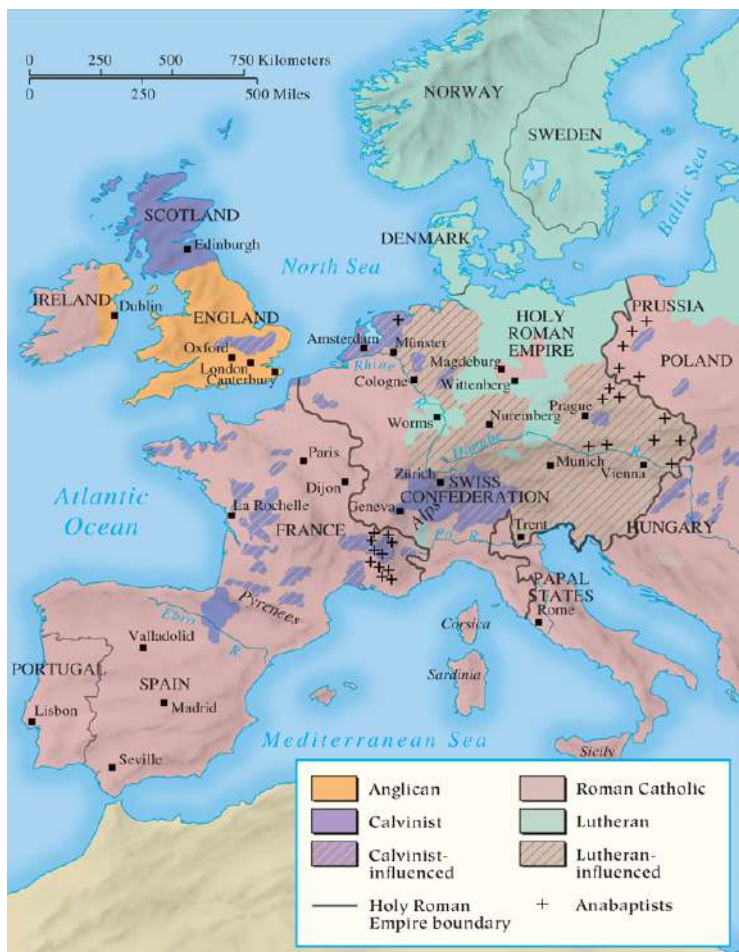 0 250 500 750 Kilometers
0 250 500 Miles
NORWAY
SWEDEN
Baltic Sea
SCOTLAND
Edinburgh
DENMARK
North Sea
IRELAND
Dublin
ENGLAND
Oxford
London
Canterbury
Amsterdam
Münster
Rhine
Cologne
HOLY
ROMAN
EMPIRE
Magdeburg
Wittenberg
PRUSSIA
POLAND
Worms
Nuremberg
Prague
Danube
R.
Paris
Dijon
Zürich
SWISS
CONFEDERATION
Munich
Vienna
Atlantic
Ocean
La Rochelle
FRANCE
Geneva
Alps
Trent
Po R.
HUNGARY
Pyrenees
Ebro
R.
PAPAL
STATES
Rome
Corsica
Valladolid
PORTUGAL
SPAIN
Madrid
Lisbon
Sardinia
Seville
Mediterranean Sea
Sicily
Anglican
Calvinist
Calvinist-
influenced
Holy Roman
Empire boundary
Roman Catholic
Lutheran
Lutheran-
influenced
Anabaptists